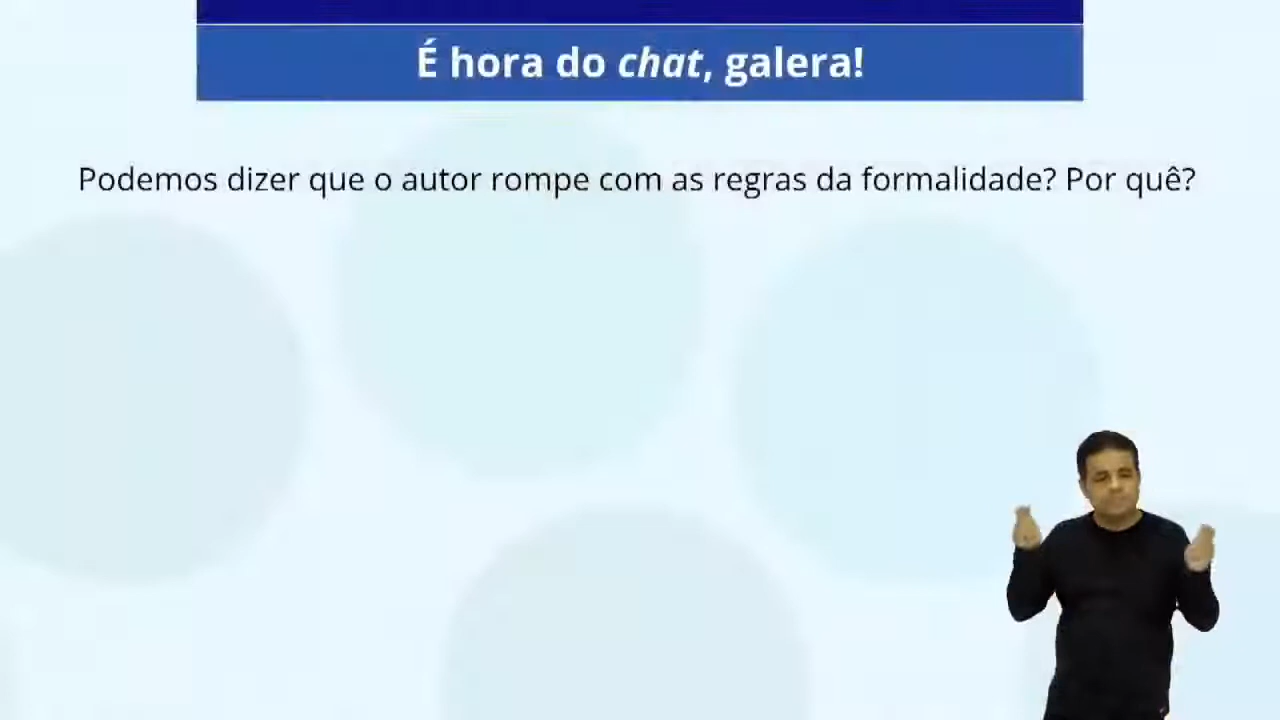 É hora do chat, galera!
Podemos dizer que o autor rompe com as regras da formalidade? Por quê?